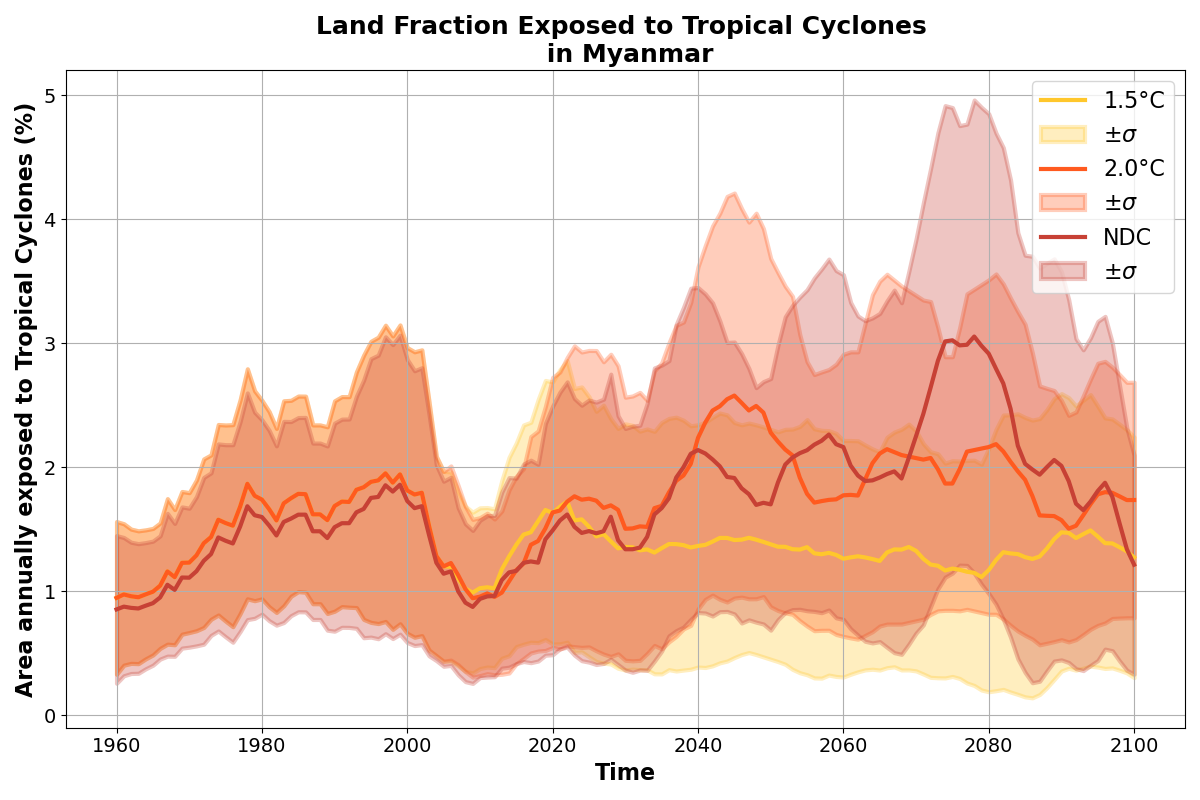 Land Fraction Exposed to Tropical Cyclones
in Myanmar
Area annually exposed to Tropical Cyclones (%)
5
4
3
2
1
0
1.5°C
±σ
2.0°C
±σ
NDC
±σ
1960
1980
2000
2020
2040
2060
2080
2100
Time